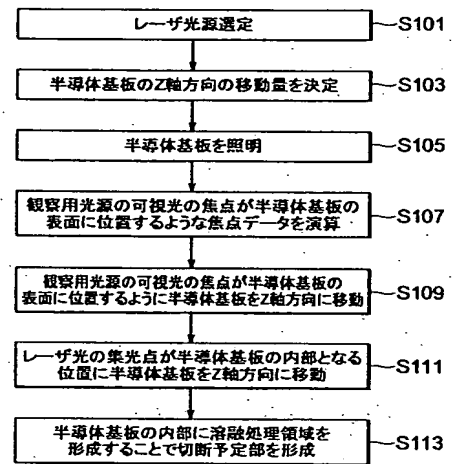 レーザ光源選定
S101
半導体基板のZ軸方向の移動量を決定
S103
半導体基板を照明
S105
観察用光源の可視光の焦点が半導体基板の
表面に位置するような焦点データを演算
S107
観察用光源の可視光の焦点が半導体基板の
表面に位置するように半導体基板をZ軸方向に移動
S109
レーザ光の集光点が半導体基板の内部となる
位置に半導体基板をZ軸方向に移動
S111
半導体基板の内部に溶融処理領域を
形成することで切断予定部を形成
S113